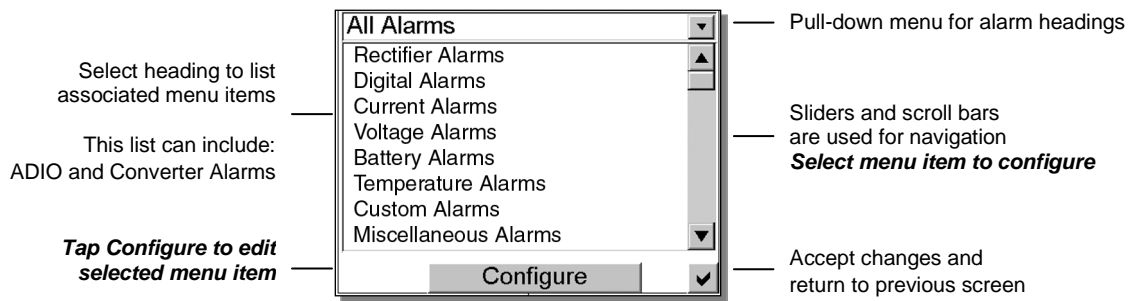 All Alarms
Rectifier Alarms
Digital Alarms
Current Alarms
Voltage Alarms
Battery Alarms
Temperature Alarms
Custom Alarms
Miscellaneous Alarms
Configure
Select heading to list
associated menu items
This list can include:
ADIO and Converter Alarms
Tap Configure to edit
selected menu item
Pull-down menu for alarm headings
Sliders and scroll bars
are used for navigation
Select menu item to configure
Accept changes and
return to previous screen